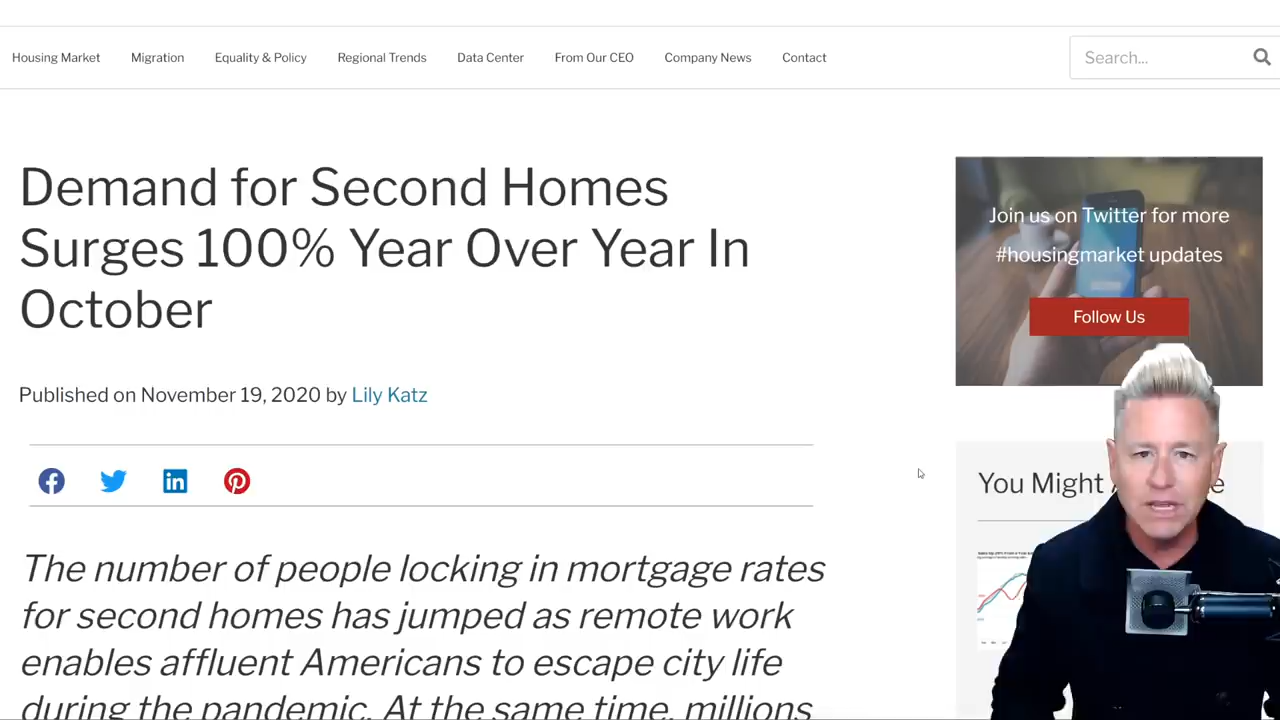 Housing Market Migration Equality & Policy Regional Trends Data Center From Our CEO Company News Contact Search...
Demand for Second Homes
Surges 100% Year Over Year In
October
Published on November 19, 2020 by Lily Katz
The number of people locking in mortgage rates
for second homes has jumped as remote work
enables affluent Americans to escape city life
during the pandemic. At the same time, millions
Join us on Twitter for more
#housingmarket updates
Follow Us
You Might